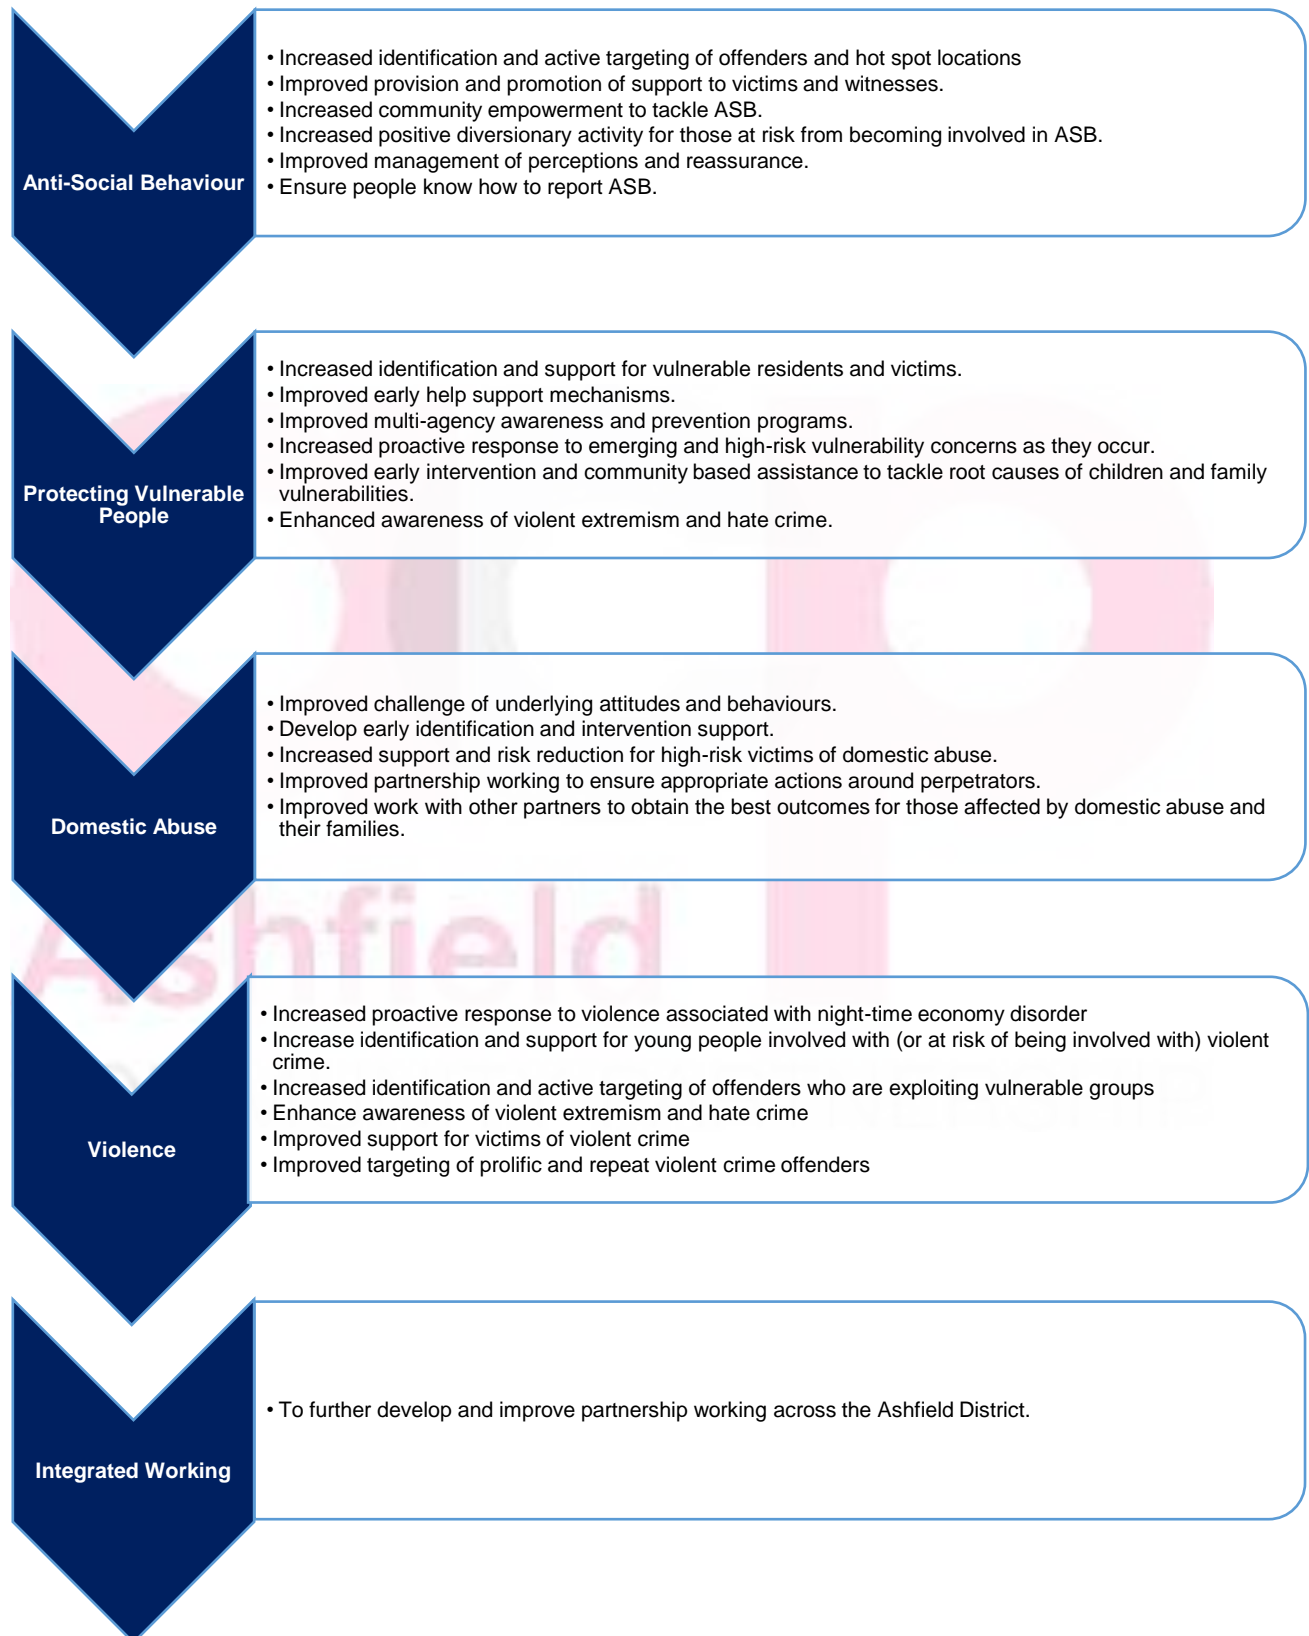 Anti-Social Behaviour
• Increased identification and active targeting of offenders and hot spot locations
• Improved provision and promotion of support to victims and witnesses.
• Increased community empowerment to tackle ASB.
• Increased positive diversionary activity for those at risk from becoming involved in ASB.
• Improved management of perceptions and reassurance.
• Ensure people know how to report ASB.
Protecting Vulnerable
People
• Increased identification and support for vulnerable residents and victims.
• Improved early help support mechanisms.
• Improved multi-agency awareness and prevention programs.
• Increased proactive response to emerging and high-risk vulnerability concerns as they occur.
• Improved early intervention and community based assistance to tackle root causes of children and family
vulnerabilities.
• Enhanced awareness of violent extremism and hate crime.
Domestic Abuse
• Improved challenge of underlying attitudes and behaviours.
• Develop early identification and intervention support.
• Increased support and risk reduction for high-risk victims of domestic abuse.
• Improved partnership working to ensure appropriate actions around perpetrators.
• Improved work with other partners to obtain the best outcomes for those affected by domestic abuse and
their families.
Ashfield
Violence
• Increased proactive response to violence associated with night-time economy disorder
• Increase identification and support for young people involved with (or at risk of being involved with) violent
crime.
• Increased identification and active targeting of offenders who are exploiting vulnerable groups
• Enhance awareness of violent extremism and hate crime
• Improved support for victims of violent crime
• Improved targeting of prolific and repeat violent crime offenders
Integrated Working
• To further develop and improve partnership working across the Ashfield District.